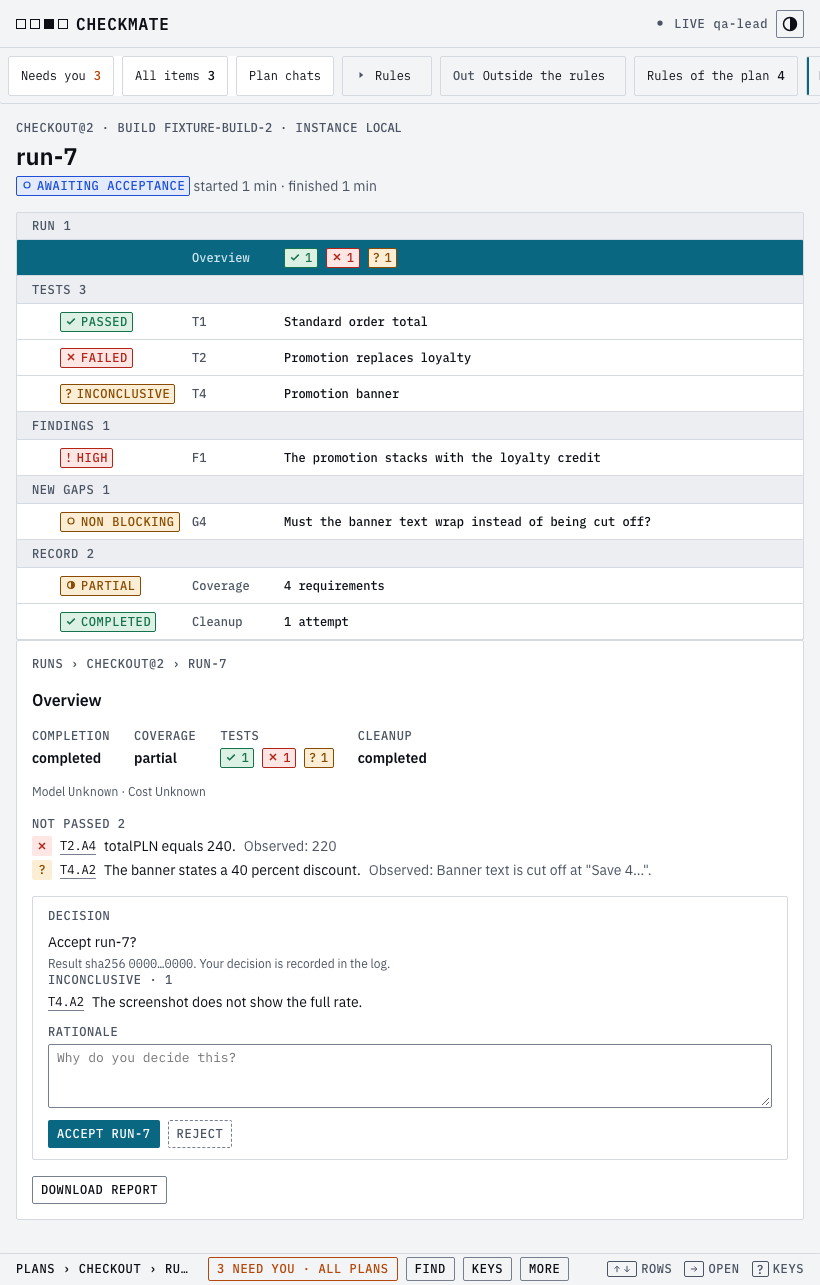 CHECKMATE
LIVE qa-lead
Needs you 3
All items 3
Plan chats
Rules
Out Outside the rules
Rules of the plan 4
CHECKOUT@2 · BUILD FIXTURE-BUILD-2 · INSTANCE LOCAL
run-7
AWAITING ACCEPTANCE started 1 min · finished 1 min
RUN 1
Overview ✓ 1 ✕ 1 ? 1
TESTS 3
✓ PASSED T1 Standard order total
✕ FAILED T2 Promotion replaces loyalty
? INCONCLUSIVE T4 Promotion banner
FINDINGS 1
! HIGH F1 The promotion stacks with the loyalty credit
NEW GAPS 1
NON BLOCKING G4 Must the banner text wrap instead of being cut off?
RECORD 2
PARTIAL Coverage 4 requirements
✓ COMPLETED Cleanup 1 attempt
RUNS › CHECKOUT@2 › RUN-7
Overview
COMPLETION COVERAGE TESTS CLEANUP
completed partial ✓ 1 ✕ 1 ? 1 completed
Model Unknown · Cost Unknown
NOT PASSED 2
✕ T2.A4 totalPLN equals 240. Observed: 220
? T4.A2 The banner states a 40 percent discount. Observed: Banner text is cut off at "Save 4…".
DECISION
Accept run-7?
Result sha256 0000…0000. Your decision is recorded in the log.
INCONCLUSIVE · 1
T4.A2 The screenshot does not show the full rate.
RATIONALE
Why do you decide this?
ACCEPT RUN-7 REJECT
DOWNLOAD REPORT
PLANS › CHECKOUT › RU… 3 NEED YOU · ALL PLANS FIND KEYS MORE ↑↓ ROWS → OPEN ? KEYS